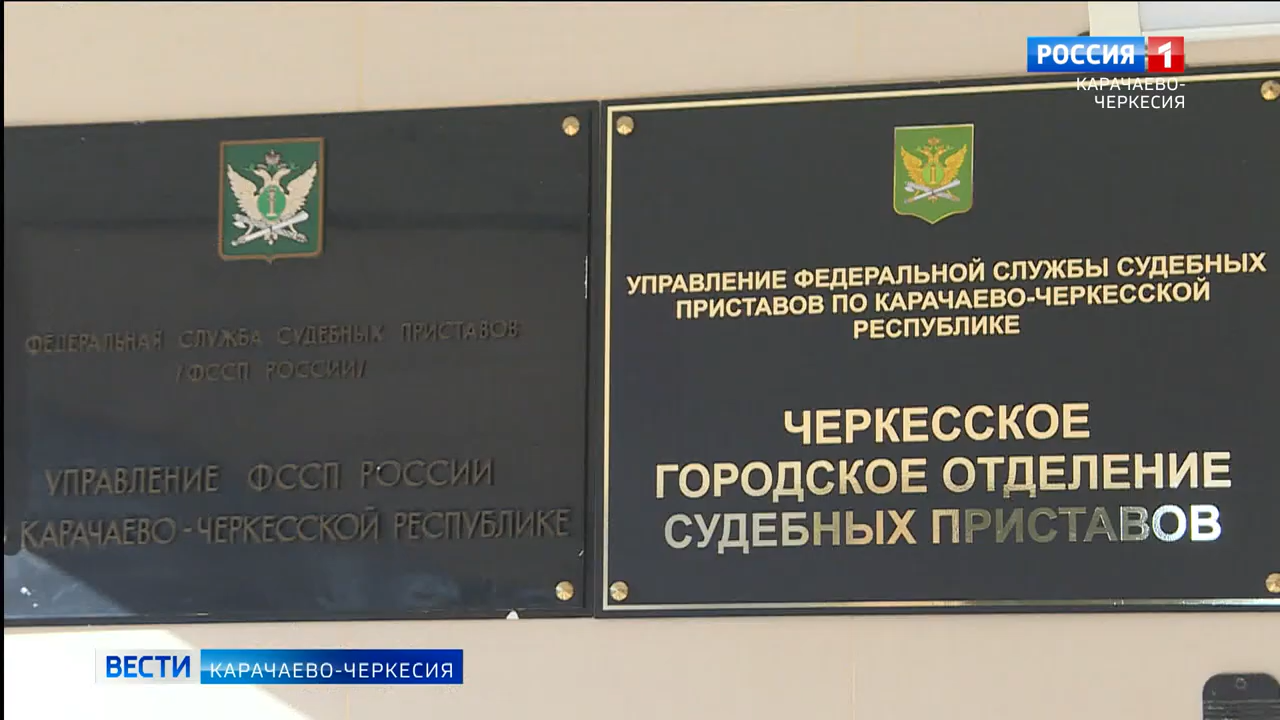 РОССИЯ 1
КАРАЧАЕВО-
ЧЕРКЕСИЯ
ФЕДЕРАЛЬНАЯ СЛУЖБА СУДЕБНЫХ ПРИСТАВОВ
/ФССП РОССИИ/
УПРАВЛЕНИЕ ФССП РОССИИ
КАРАЧАЕВО-ЧЕРКЕССКОЙ РЕСПУБЛИКЕ
УПРАВЛЕНИЕ ФЕДЕРАЛЬНОЙ СЛУЖБЫ СУДЕБНЫХ
ПРИСТАВОВ ПО КАРАЧАЕВО-ЧЕРКЕССКОЙ
РЕСПУБЛИКЕ
ЧЕРКЕССКОЕ
ГОРОДСКОЕ ОТДЕЛЕНИЕ
СУДЕБНЫХ ПРИСТАВОВ
ВЕСТИ КАРАЧАЕВО-ЧЕРКЕСИЯ